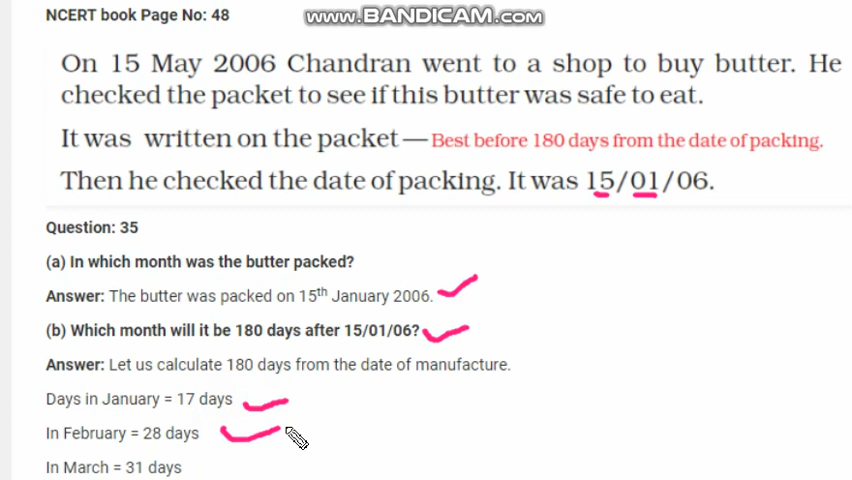 NCERT book Page No: 48
www.BANDICAM.com
On 15 May 2006 Chandran went to a shop to buy butter. He
checked the packet to see if this butter was safe to eat.
It was written on the packet — Best before 180 days from the date of packing.
Then he checked the date of packing. It was 15/01/06.
Question: 35
(a) In which month was the butter packed?
Answer: The butter was packed on 15th January 2006.
(b) Which month will it be 180 days after 15/01/06?
Answer: Let us calculate 180 days from the date of manufacture.
Days in January = 17 days
In February = 28 days
In March = 31 days